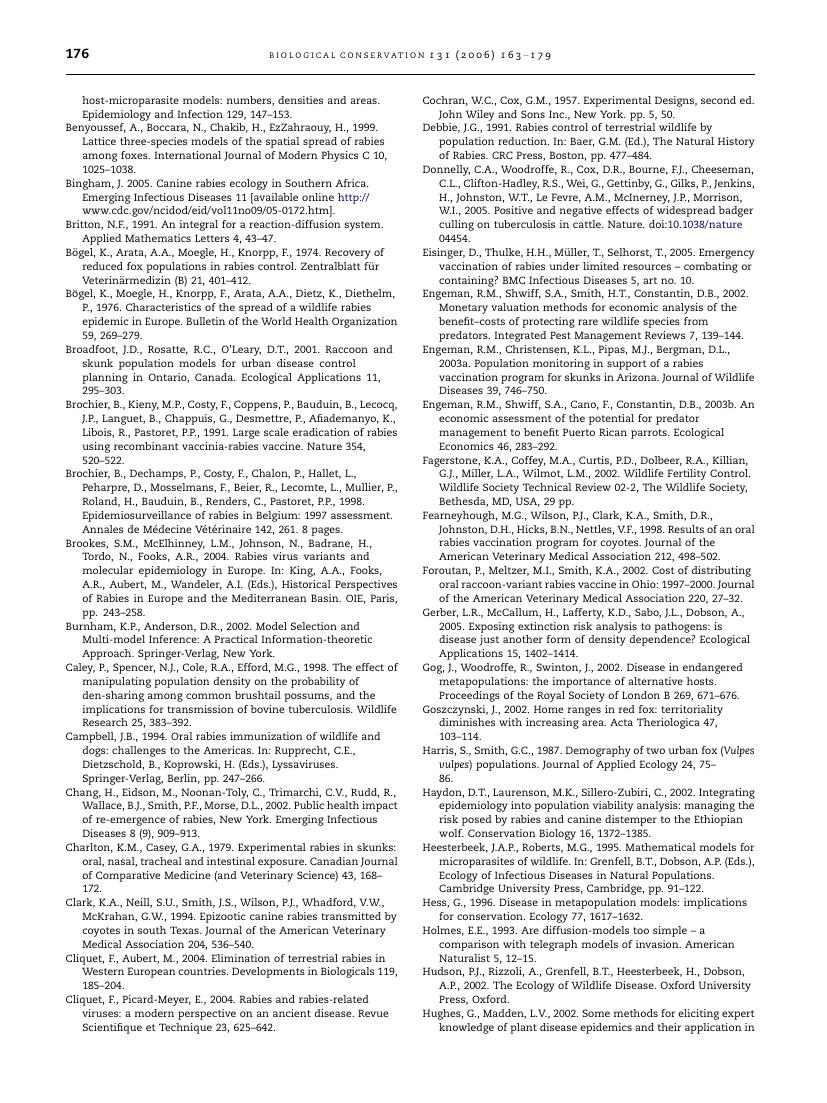 176
BIOLOGICAL CONSERVATION 131 (2006) 163–179
host-microparasite models: numbers, densities and areas.
Epidemiology and Infection 129, 147–153.
Benyoussef, A., Boccara, N., Chakib, H., EzZahraouy, H., 1999.
Lattice three-species models of the spatial spread of rabies
among foxes. International Journal of Modern Physics C 10,
1025–1038.
Bingham, J. 2005. Canine rabies ecology in Southern Africa.
Emerging Infectious Diseases 11 [available online http://
www.cdc.gov/ncidod/eid/vol11no09/05-0172.htm].
Britton, N.F., 1991. An integral for a reaction-diffusion system.
Applied Mathematics Letters 4, 43–47.
Bögel, K., Arata, A.A., Moegle, H., Knorpp, F., 1974. Recovery of
reduced fox populations in rabies control. Zentralblatt für
Veterinärmedizin (B) 21, 401–412.
Bögel, K., Moegle, H., Knorpp, F., Arata, A.A., Dietz, K., Diethelm,
P., 1976. Characteristics of the spread of a wildlife rabies
epidemic in Europe. Bulletin of the World Health Organization
59, 269–279.
Broadfoot, J.D., Rosatte, R.C., O'Leary, D.T., 2001. Raccoon and
skunk population models for urban disease control
planning in Ontario, Canada. Ecological Applications 11,
295–303.
Brochier, B., Kieny, M.P., Costy, F., Coppens, P., Bauduin, B., Lecocq,
J.P., Languet, B., Chappuis, G., Desmettre, P., Afiademanyo, K.,
Libois, R., Pastoret, P.P., 1991. Large scale eradication of rabies
using recombinant vaccinia-rabies vaccine. Nature 354,
520–522.
Brochier, B., Dechamps, P., Costy, F., Chalon, P., Hallet, L.,
Peharpre, D., Mosselmans, F., Beier, R., Lecomte, L., Mullier, P.,
Roland, H., Bauduin, B., Renders, C., Pastoret, P.P., 1998.
Epidemiosurveillance of rabies in Belgium: 1997 assessment.
Annales de Médecine Vétérinaire 142, 261. 8 pages.
Brookes, S.M., McElhinney, L.M., Johnson, N., Badrane, H.,
Tordo, N., Fooks, A.R., 2004. Rabies virus variants and
molecular epidemiology in Europe. In: King, A.A., Fooks,
A.R., Aubert, M., Wandeler, A.I. (Eds.), Historical Perspectives
of Rabies in Europe and the Mediterranean Basin. OIE, Paris,
pp. 243–258.
Burnham, K.P., Anderson, D.R., 2002. Model Selection and
Multi-model Inference: A Practical Information-theoretic
Approach. Springer-Verlag, New York.
Caley, P., Spencer, N.J., Cole, R.A., Efford, M.G., 1998. The effect of
manipulating population density on the probability of
den-sharing among common brushtail possums, and the
implications for transmission of bovine tuberculosis. Wildlife
Research 25, 383–392.
Campbell, J.B., 1994. Oral rabies immunization of wildlife and
dogs: challenges to the Americas. In: Rupprecht, C.E.,
Dietzschold, B., Koprowski, H. (Eds.), Lyssaviruses.
Springer-Verlag, Berlin, pp. 247–266.
Chang, H., Eidson, M., Noonan-Toly, C., Trimarchi, C.V., Rudd, R.,
Wallace, B.J., Smith, P.F., Morse, D.L., 2002. Public health impact
of re-emergence of rabies, New York. Emerging Infectious
Diseases 8 (9), 909–913.
Charlton, K.M., Casey, G.A., 1979. Experimental rabies in skunks:
oral, nasal, tracheal and intestinal exposure. Canadian Journal
of Comparative Medicine (and Veterinary Science) 43, 168–
172.
Clark, K.A., Neill, S.U., Smith, J.S., Wilson, P.J., Whadford, V.W.,
McKrahan, G.W., 1994. Epizootic canine rabies transmitted by
coyotes in south Texas. Journal of the American Veterinary
Medical Association 204, 536–540.
Cliquet, F., Aubert, M., 2004. Elimination of terrestrial rabies in
Western European countries. Developments in Biologicals 119,
185–204.
Cliquet, F., Picard-Meyer, E., 2004. Rabies and rabies-related
viruses: a modern perspective on an ancient disease. Revue
Scientifique et Technique 23, 625–642.
Cochran, W.C., Cox, G.M., 1957. Experimental Designs, second ed.
John Wiley and Sons Inc., New York. pp. 5, 50.
Debbie, J.G., 1991. Rabies control of terrestrial wildlife by
population reduction. In: Baer, G.M. (Ed.), The Natural History
of Rabies. CRC Press, Boston, pp. 477–484.
Donnelly, C.A., Woodroffe, R., Cox, D.R., Bourne, F.J., Cheeseman,
C.L., Clifton-Hadley, R.S., Wei, G., Gettinby, G., Gilks, P., Jenkins,
H., Johnston, W.T., Le Fevre, A.M., McInerney, J.P., Morrison,
W.I., 2005. Positive and negative effects of widespread badger
culling on tuberculosis in cattle. Nature. doi:10.1038/nature
04454.
Eisinger, D., Thulke, H.H., Müller, T., Selhorst, T., 2005. Emergency
vaccination of rabies under limited resources – combating or
containing? BMC Infectious Diseases 5, art no. 10.
Engeman, R.M., Shwiff, S.A., Smith, H.T., Constantin, D.B., 2002.
Monetary valuation methods for economic analysis of the
benefit–costs of protecting rare wildlife species from
predators. Integrated Pest Management Reviews 7, 139–144.
Engeman, R.M., Christensen, K.L., Pipas, M.J., Bergman, D.L.,
2003a. Population monitoring in support of a rabies
vaccination program for skunks in Arizona. Journal of Wildlife
Diseases 39, 746–750.
Engeman, R.M., Shwiff, S.A., Cano, F., Constantin, D.B., 2003b. An
economic assessment of the potential for predator
management to benefit Puerto Rican parrots. Ecological
Economics 46, 283–292.
Fagerstone, K.A., Coffey, M.A., Curtis, P.D., Dolbeer, R.A., Killian,
G.J., Miller, L.A., Wilmot, L.M., 2002. Wildlife Fertility Control.
Wildlife Society Technical Review 02-2, The Wildlife Society,
Bethesda, MD, USA, 29 pp.
Fearneyhough, M.G., Wilson, P.J., Clark, K.A., Smith, D.R.,
Johnston, D.H., Hicks, B.N., Nettles, V.F., 1998. Results of an oral
rabies vaccination program for coyotes. Journal of the
American Veterinary Medical Association 212, 498–502.
Foroutan, P., Meltzer, M.I., Smith, K.A., 2002. Cost of distributing
oral raccoon-variant rabies vaccine in Ohio: 1997–2000. Journal
of the American Veterinary Medical Association 220, 27–32.
Gerber, L.R., McCallum, H., Lafferty, K.D., Sabo, J.L., Dobson, A.,
2005. Exposing extinction risk analysis to pathogens: is
disease just another form of density dependence? Ecological
Applications 15, 1402–1414.
Gog, J., Woodroffe, R., Swinton, J., 2002. Disease in endangered
metapopulations: the importance of alternative hosts.
Proceedings of the Royal Society of London B 269, 671–676.
Goszczynski, J., 2002. Home ranges in red fox: territoriality
diminishes with increasing area. Acta Theriologica 47,
103–114.
Harris, S., Smith, G.C., 1987. Demography of two urban fox (Vulpes
vulpes) populations. Journal of Applied Ecology 24, 75–
86.
Haydon, D.T., Laurenson, M.K., Sillero-Zubiri, C., 2002. Integrating
epidemiology into population viability analysis: managing the
risk posed by rabies and canine distemper to the Ethiopian
wolf. Conservation Biology 16, 1372–1385.
Heesterbeek, J.A.P., Roberts, M.G., 1995. Mathematical models for
microparasites of wildlife. In: Grenfell, B.T., Dobson, A.P. (Eds.),
Ecology of Infectious Diseases in Natural Populations.
Cambridge University Press, Cambridge, pp. 91–122.
Hess, G., 1996. Disease in metapopulation models: implications
for conservation. Ecology 77, 1617–1632.
Holmes, E.E., 1993. Are diffusion-models too simple – a
comparison with telegraph models of invasion. American
Naturalist 5, 12–15.
Hudson, P.J., Rizzoli, A., Grenfell, B.T., Heesterbeek, H., Dobson,
A.P., 2002. The Ecology of Wildlife Disease. Oxford University
Press, Oxford.
Hughes, G., Madden, L.V., 2002. Some methods for eliciting expert
knowledge of plant disease epidemics and their application in